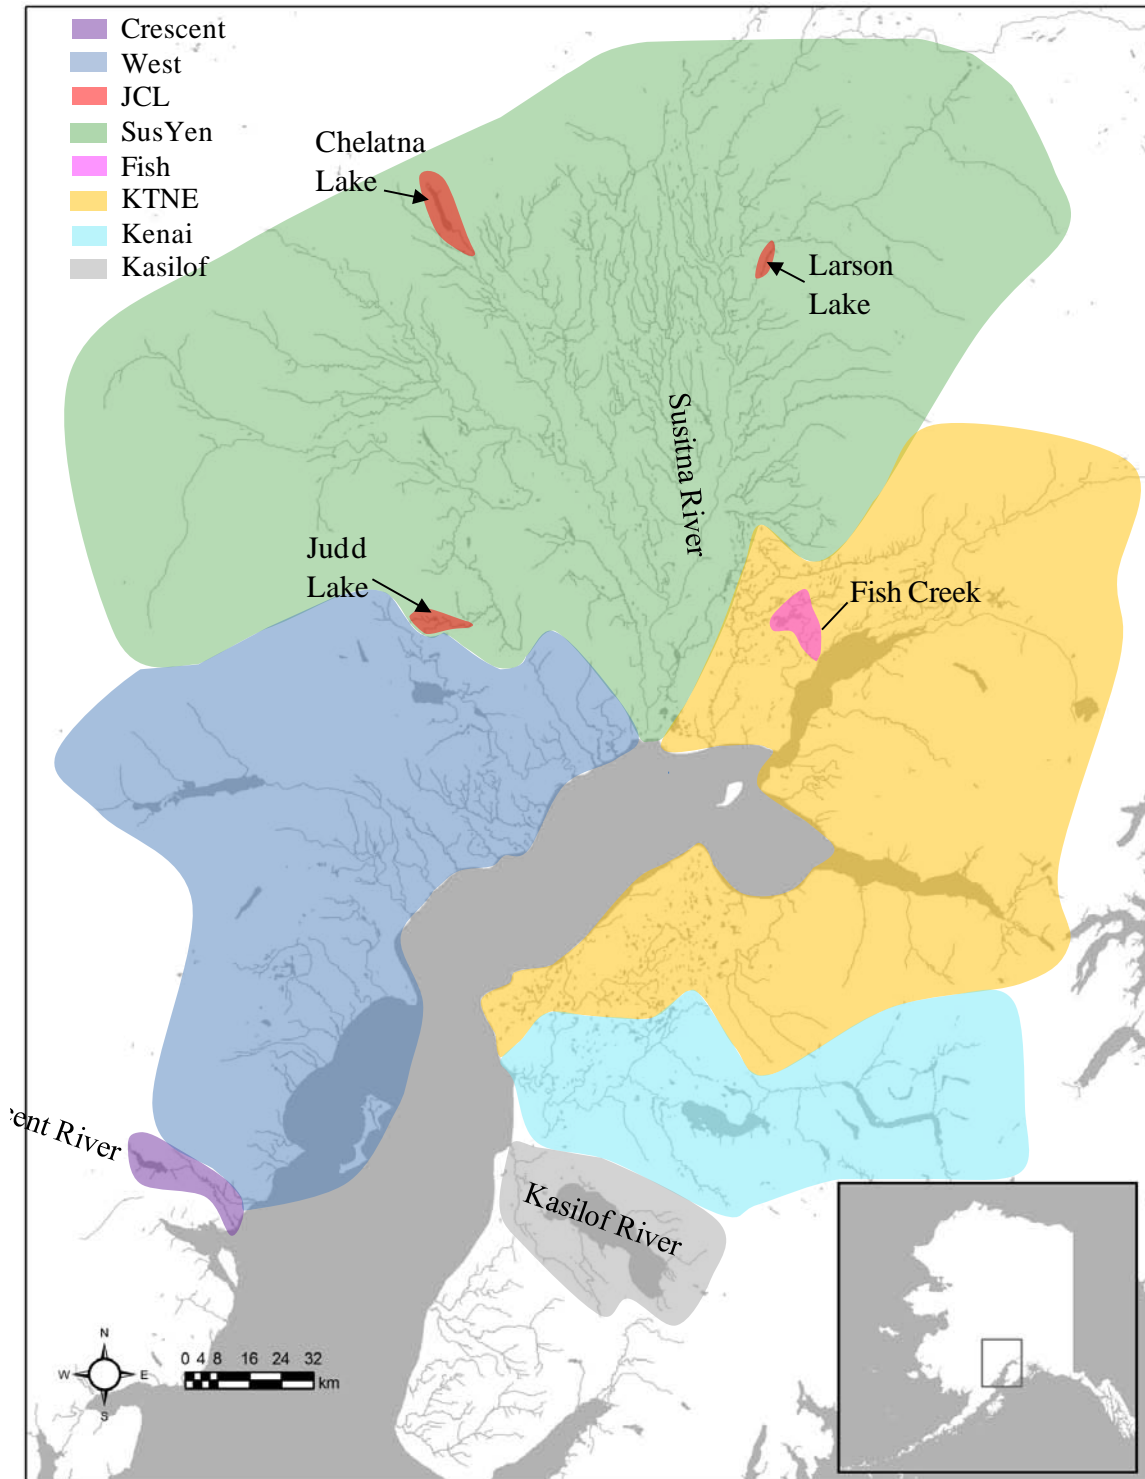 Crescent
West
JCL
SusYen
Fish
KTNE
Kenai
Kasilof
Chelatna
Lake
Larson
Lake
Susitna River
Judd
Lake
Fish Creek
cent River
Kasilof River
N
W
E
S
0 4 8 16 24 32
km